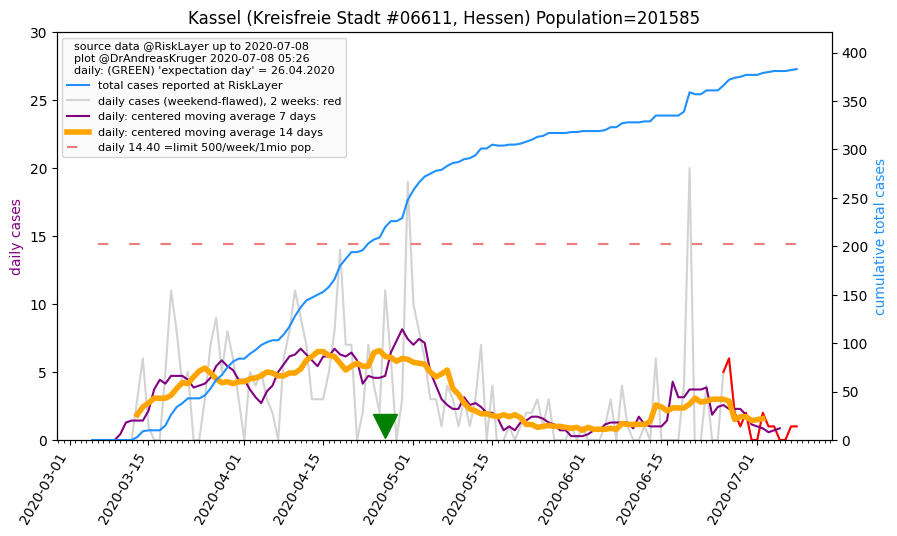 Kassel (Kreisfreie Stadt #06611, Hessen) Population=201585
source data @RiskLayer up to 2020-07-08
plot @DrAndreasKruger 2020-07-08 05:26
daily: (GREEN) 'expectation day' = 26.04.2020
total cases reported at RiskLayer
daily cases (weekend-flawed), 2 weeks: red
daily: centered moving average 7 days
daily: centered moving average 14 days
daily 14.40 =limit 500/week/1mio pop.
daily cases
30
25
20
15
10
5
0
400
350
300
250
200
150
100
50
0
cumulative total cases
2020-03-01
2020-03-15
2020-04-01
2020-04-15
2020-05-01
2020-05-15
2020-06-01
2020-06-15
2020-07-01